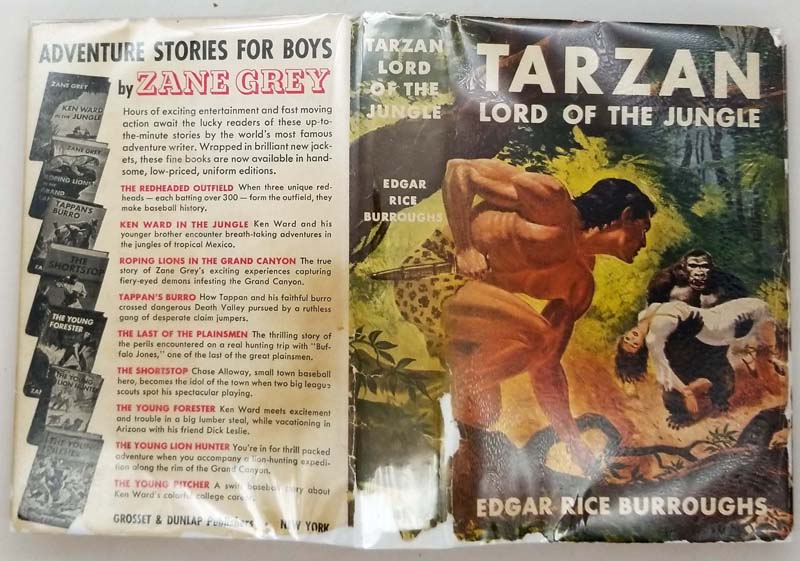 ADVENTURE STORIES FOR BOYS
by ZANE GREY
Hours of exciting entertainment and fast moving
action await the lucky readers of these up-to-
the-minute stories by the world's most famous
adventure writer. Wrapped in brilliant new jack-
ets, these fine books are now available in hand-
some, low-priced, uniform editions.
THE REDHEADED OUTFIELD When three unique red-
heads — each batting over 300 — form the outfield, they
make baseball history.
KEN WARD IN THE JUNGLE Ken Ward and his
younger brother encounter breath-taking adventures in
the jungles of tropical Mexico.
ROPING LIONS IN THE GRAND CANYON The true
story of Zane Grey's exciting experiences capturing
fiery-eyed demons infesting the Grand Canyon.
TAPPAN'S BURRO How Tappan and his faithful burro
crossed dangerous Death Valley pursued by a ruthless
gang of desperate claim jumpers.
THE LAST OF THE PLAINSMEN The thrilling story of
the perils encountered on a real hunting trip with "Buf-
falo Jones," one of the last of the great plainsmen.
THE SHORTSTOP Chase Alloway, small town baseball
hero, becomes the idol of the town when two big league
scouts spot his spectacular playing.
THE YOUNG FORESTER Ken Ward meets excitement
and trouble in a big lumber steal, while vacationing in
Arizona with his friend Dick Leslie.
THE YOUNG LION HUNTER You're in for thrill packed
adventure when you accompany a lion-hunting expedi-
tion along the rim of the Grand Canyon.
THE YOUNG PITCHER A swift baseball story about
Ken Ward's colorful college career.
GROSSET & DUNLAP Publishers • NEW YORK
ZANE GREY
KEN WARD
IN THE JUNGLE
ZANE GREY
ROPING LIONS
IN THE
GRAND
TAPPAN'S
BURRO
THE
SHORTSTOP
THE YOUNG
FORESTER
THE YOUNG
LION HUNTER
THE YOUNG
PITCHER
TARZAN
LORD
OF THE
JUNGLE
EDGAR
RICE
BURROUGHS
TARZAN
LORD OF THE JUNGLE
EDGAR RICE BURROUGHS